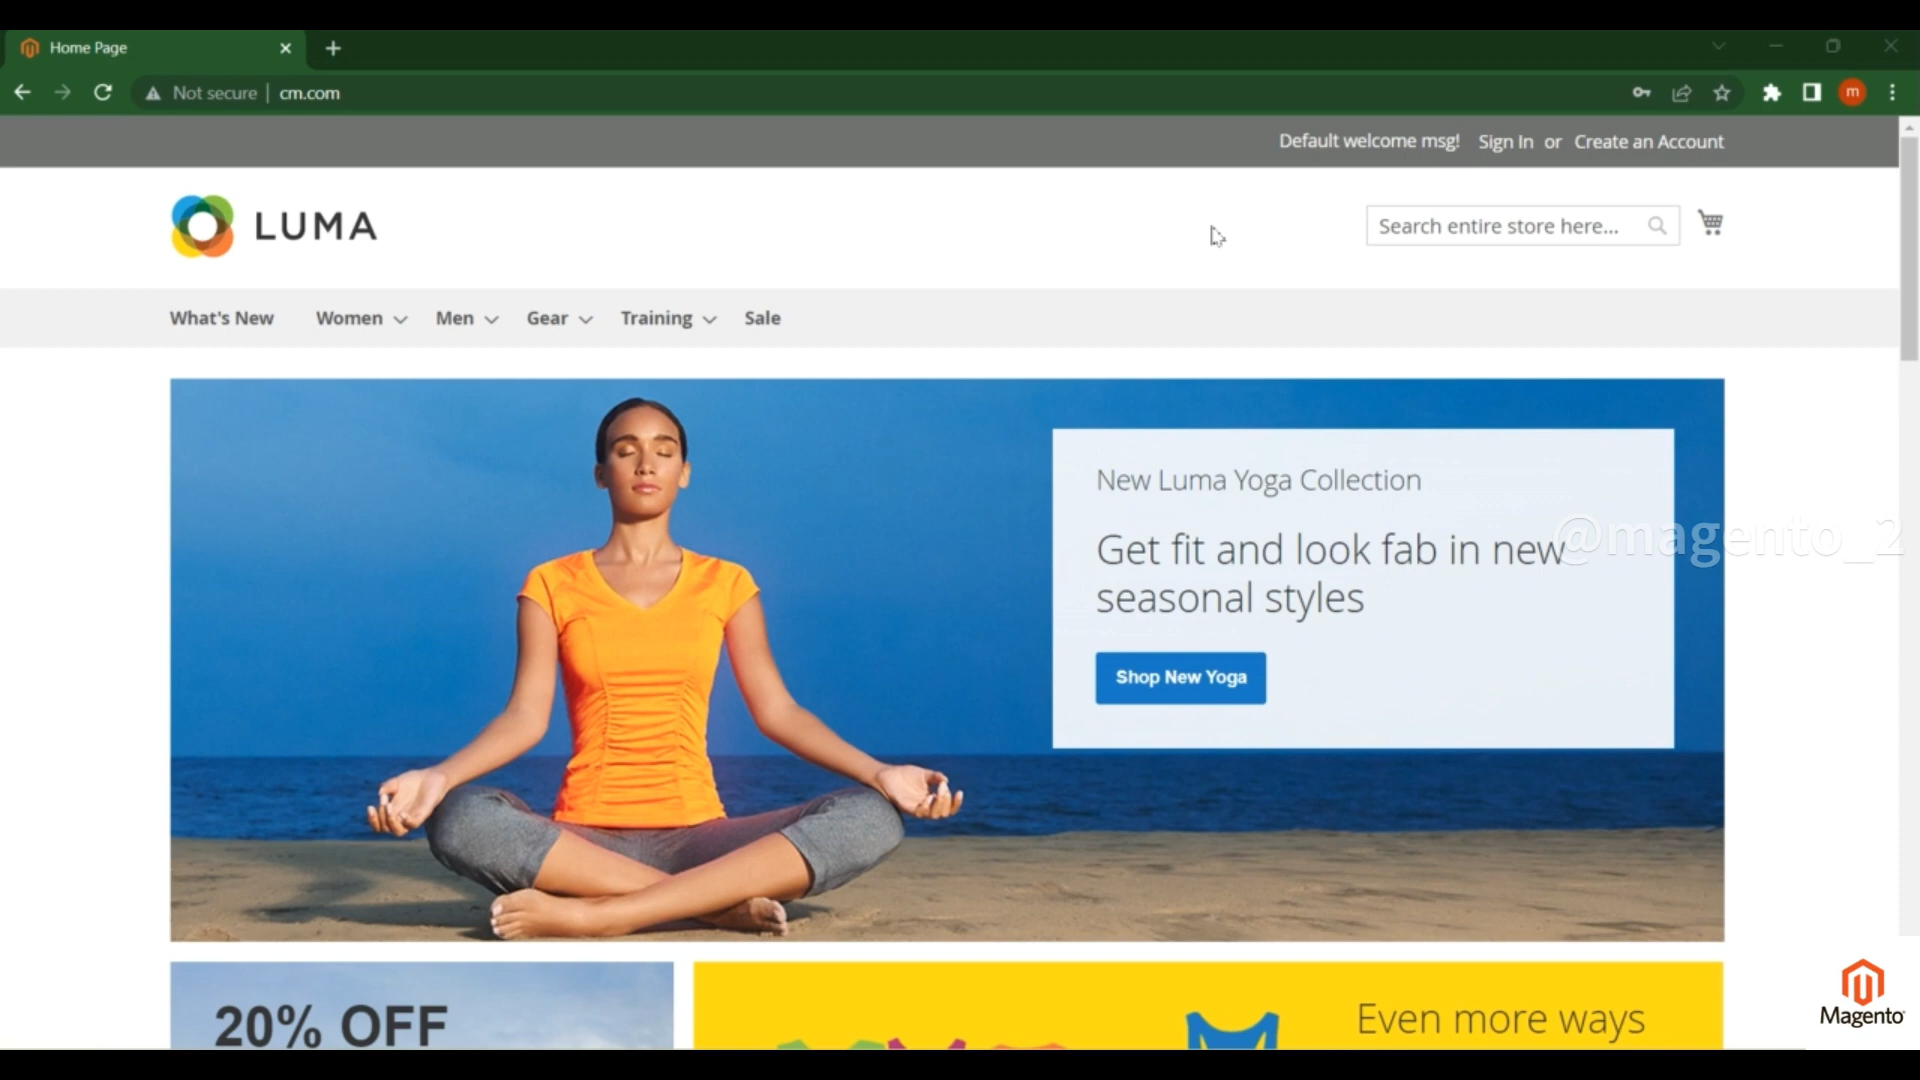 Home Page
Not secure | cm.com
m
Default welcome msg! Sign In or Create an Account
LUMA
Search entire store here...
What's New Women Men Gear Training Sale
New Luma Yoga Collection
Get fit and look fab in new
seasonal styles
@magento_2
Shop New Yoga
20% OFF
Even more ways
Magento